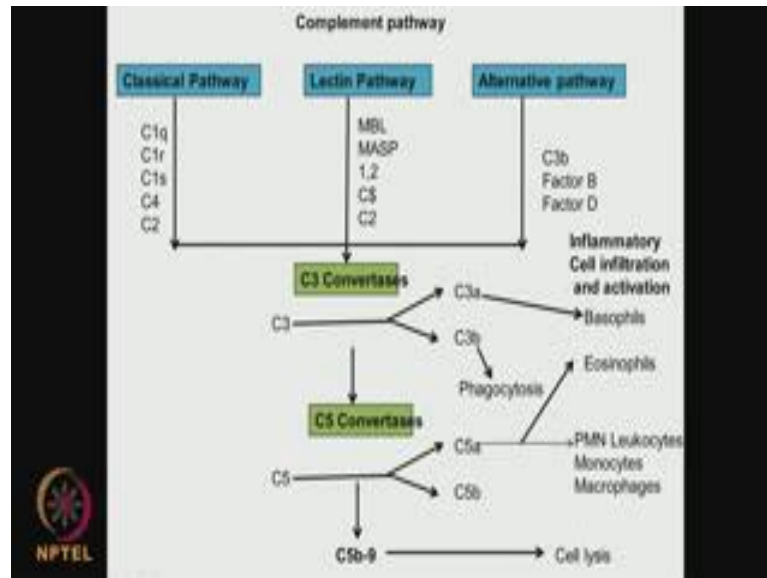 Complement pathway
Classical Pathway
Lectin Pathway
Alternative pathway
C1q
C1r
C1s
C4
C2
MBL
MASP
1,2
C$
C2
C3b
Factor B
Factor D
Inflammatory
Cell infiltration
and activation
C3 Convertases
C3
C3a
C3b
Basophils
Phagocytosis
Eosinophils
C5 Convertases
C5
C5a
C5b
PMN Leukocytes
Monocytes
Macrophages
C5b-9
Cell lysis
NPTEL